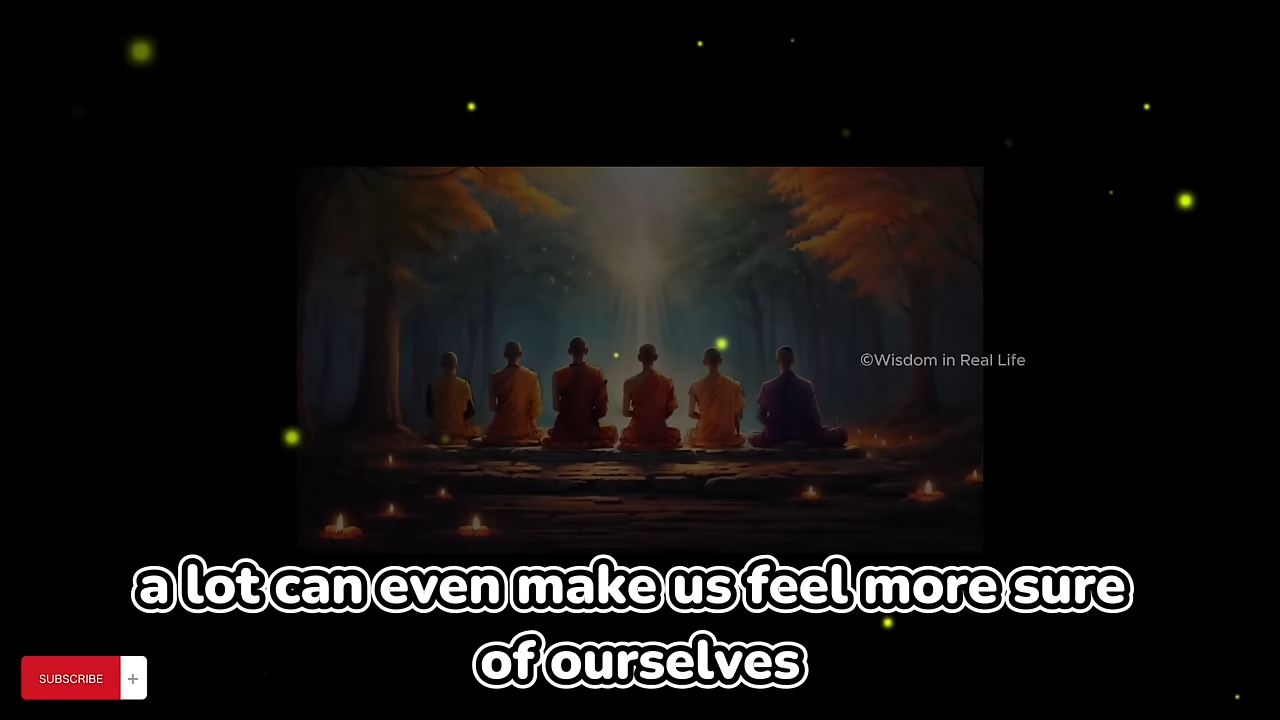 ©Wisdom in Real Life
a lot can even make us feel more sure
of ourselves
SUBSCRIBE +